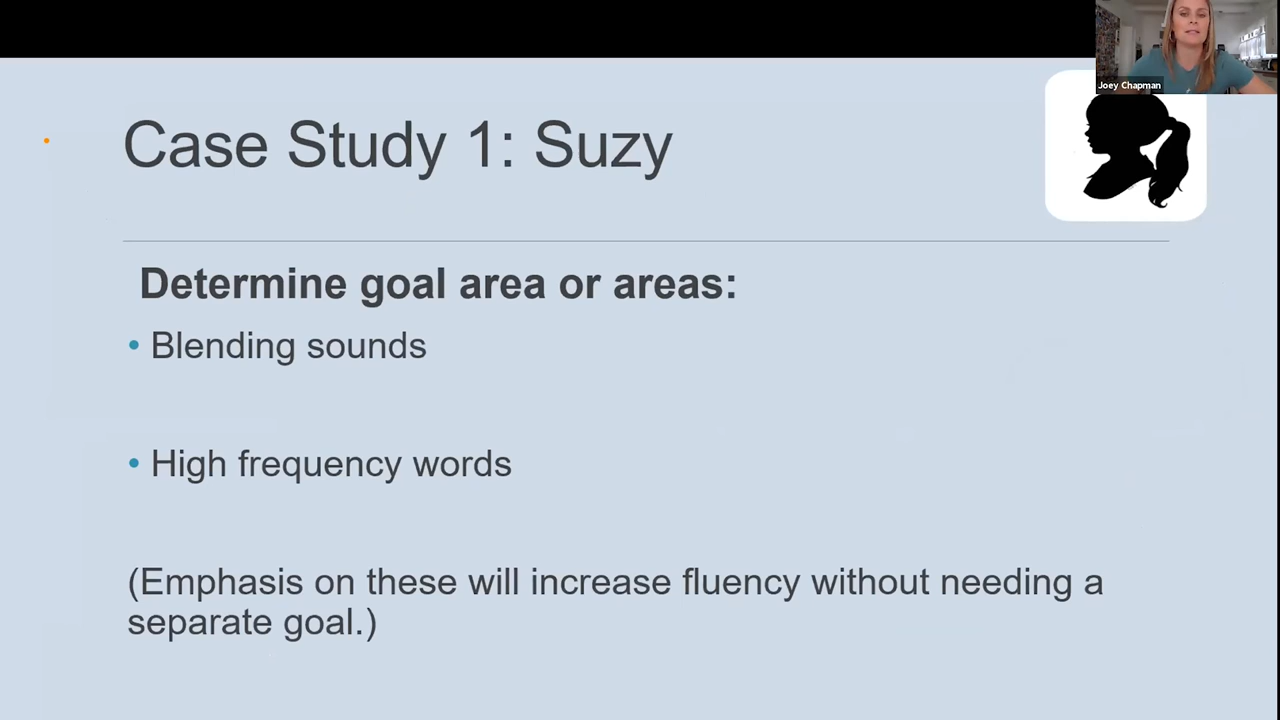 Joey Chapman
Case Study 1: Suzy
Determine goal area or areas:
• Blending sounds
• High frequency words
(Emphasis on these will increase fluency without needing a
separate goal.)